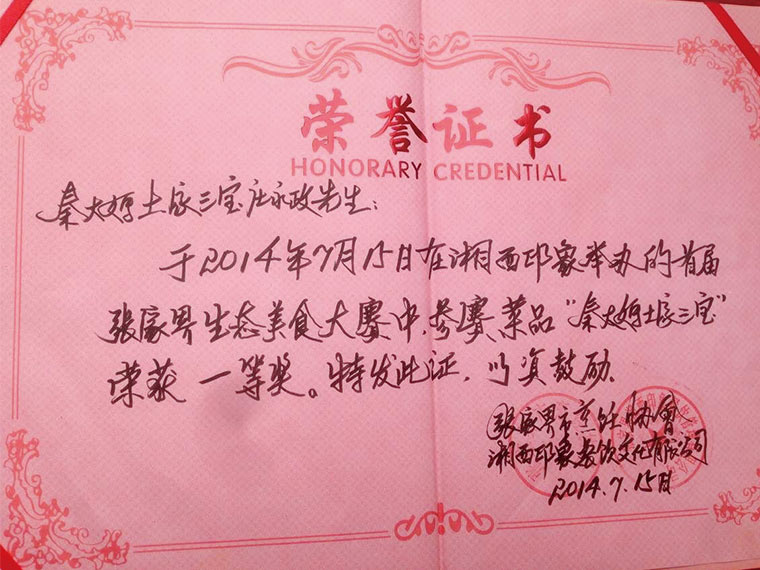 荣誉证书
HONORARY CREDENTIAL
秦大妈土家三宝庄永政先生：
于2014年7月15日在湘西印象举办的首届
张家界生态美食大赛中，参赛菜品“秦大妈土家三宝”
荣获一等奖。特发此证，以资鼓励
张家界市烹饪协会
湘西印象餐饮文化有限公司
2014.7.15日